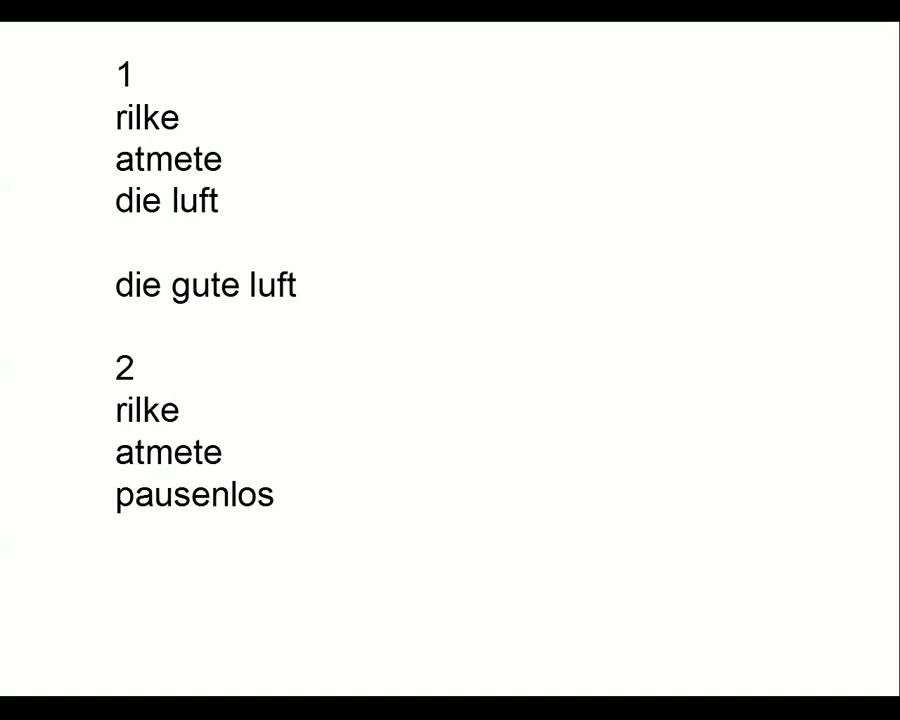 1
rilke
atmete
die luft
die gute luft
2
rilke
atmete
pausenlos